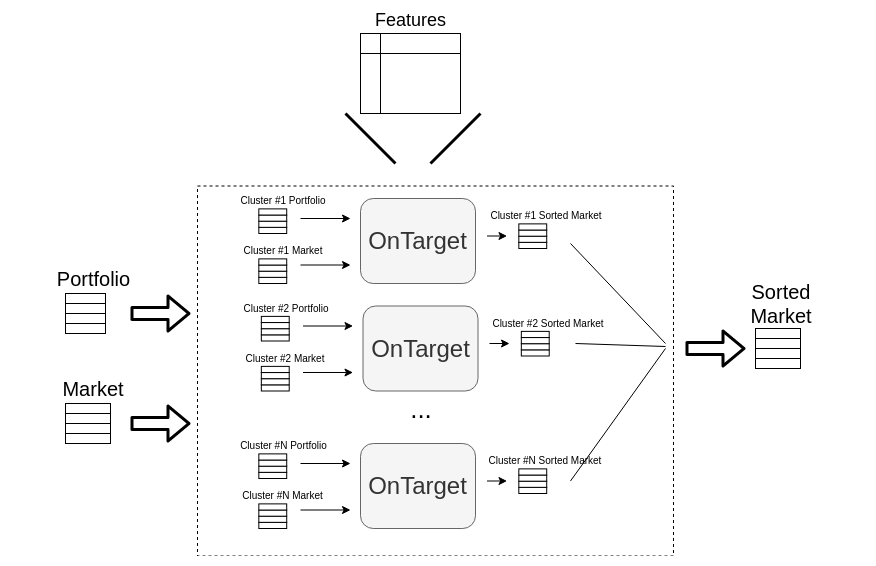 Features
Cluster #1 Portfolio
Cluster #1 Market
OnTarget
Cluster #1 Sorted Market
Portfolio
Market
Cluster #2 Portfolio
Cluster #2 Market
OnTarget
Cluster #2 Sorted Market
...
Cluster #N Portfolio
Cluster #N Market
OnTarget
Cluster #N Sorted Market
Sorted
Market